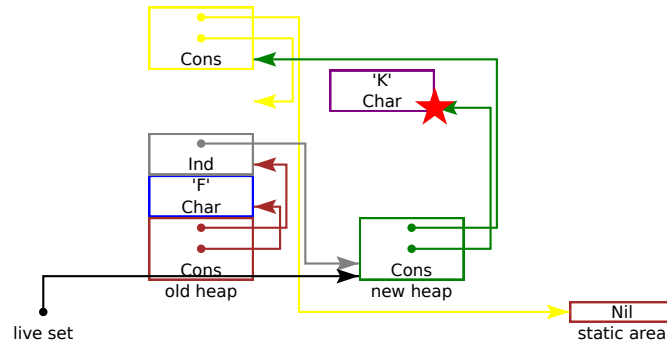 Cons
'K'
Char
Ind
'F'
Char
Cons
Cons
old heap
new heap
Nil
live set
static area